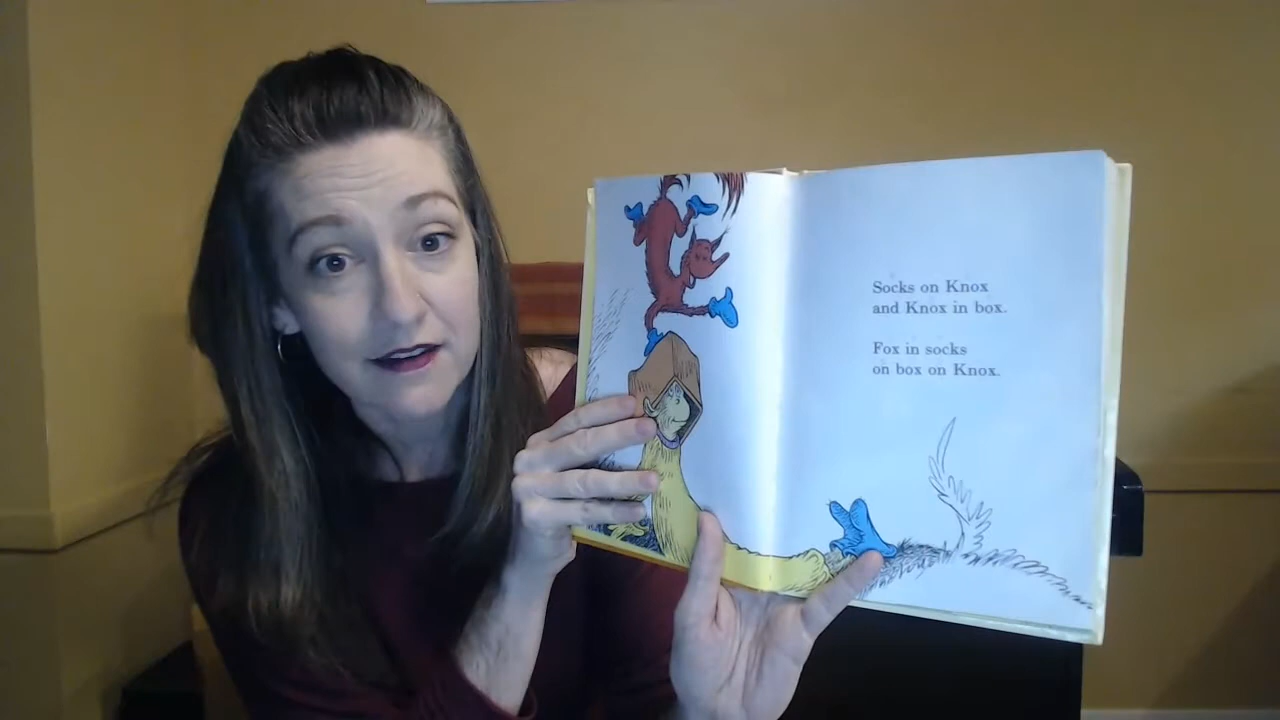 Socks on Knox
and Knox in box.
Fox in socks
on box on Knox.